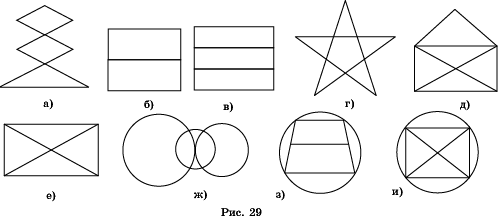 а) б) в) г) д)
е) ж) з) и)
Рис. 29